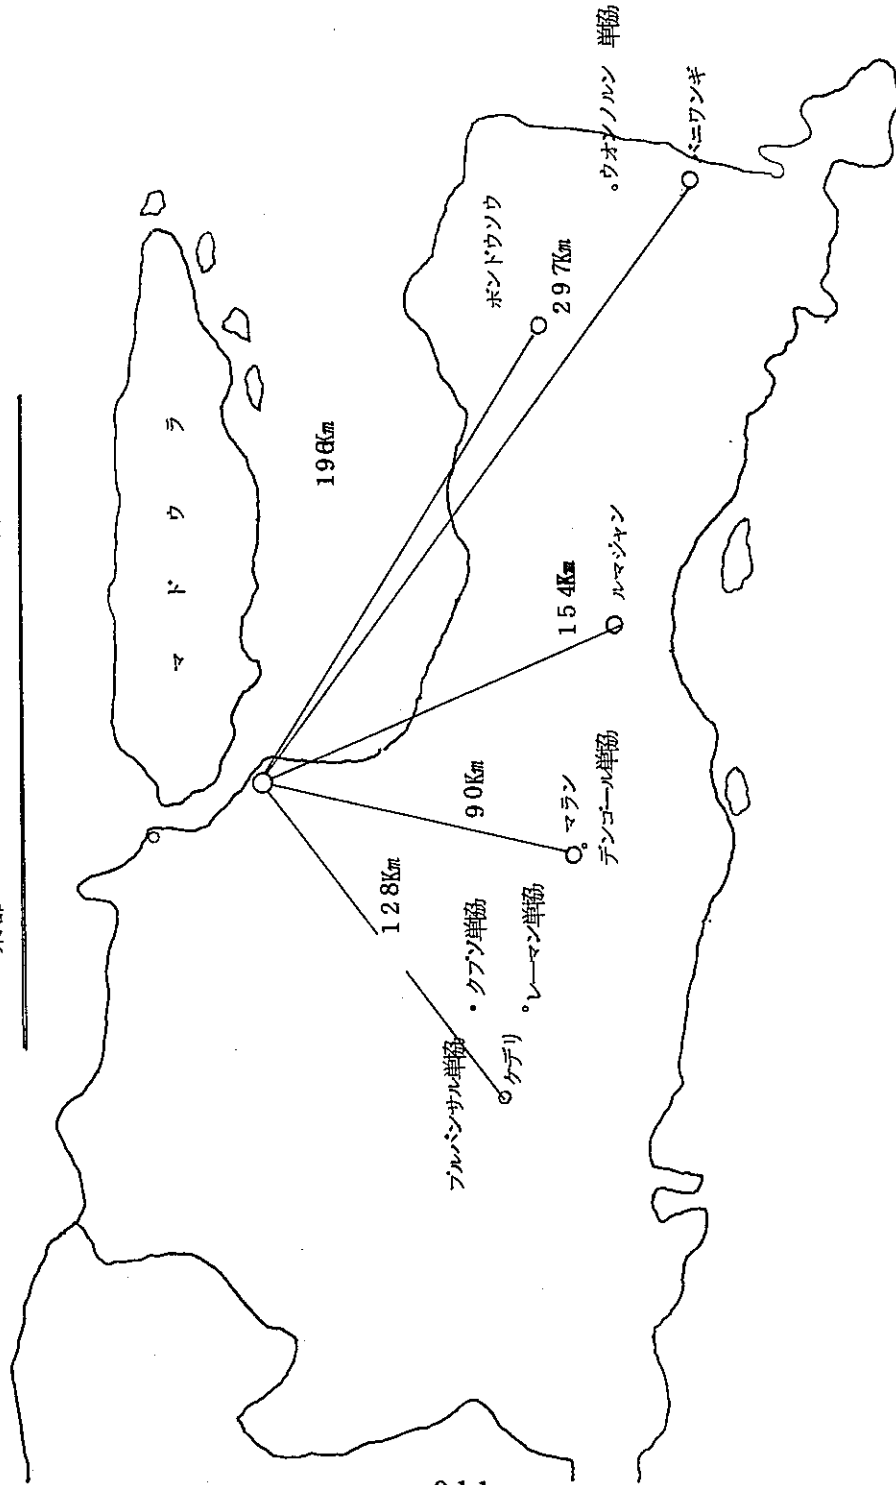 マドウラ
196Km
ボンドウソウ
297Km
ウオンノルン 単協
バニワンギ
128Km
90Km
154Km
ルマジャン
マラン
デンゴール単協
プルバンサル単協
・クブン単協
レーマン単協
ケデリ